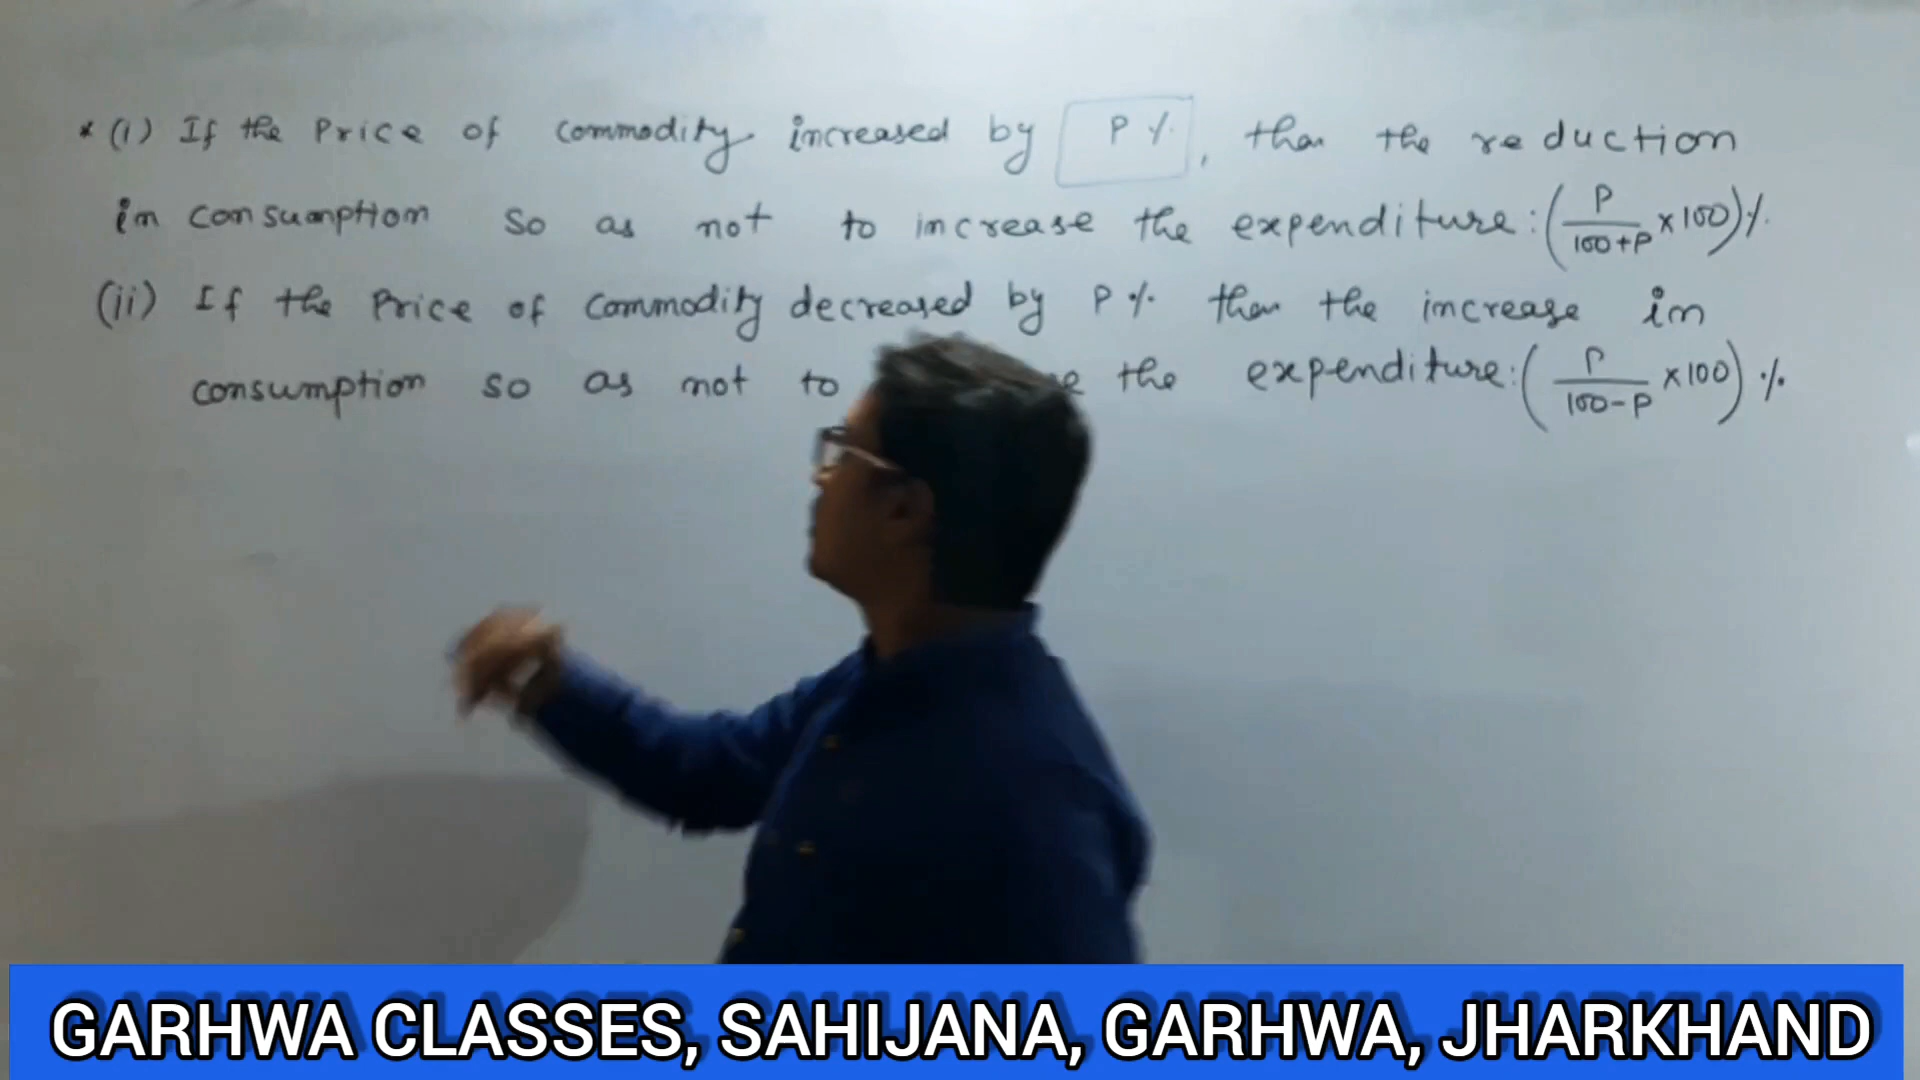 * (i) If the Price of commodity increased by P%, than the reduction
in consumption so as not to increase the expenditure: (P/100+P ×100)%
(ii) If the Price of commodity decreased by P% than the increase in
consumption so as not to the expenditure: (P/100-P ×100)%
GARHWA CLASSES, SAHIJANA, GARHWA, JHARKHAND